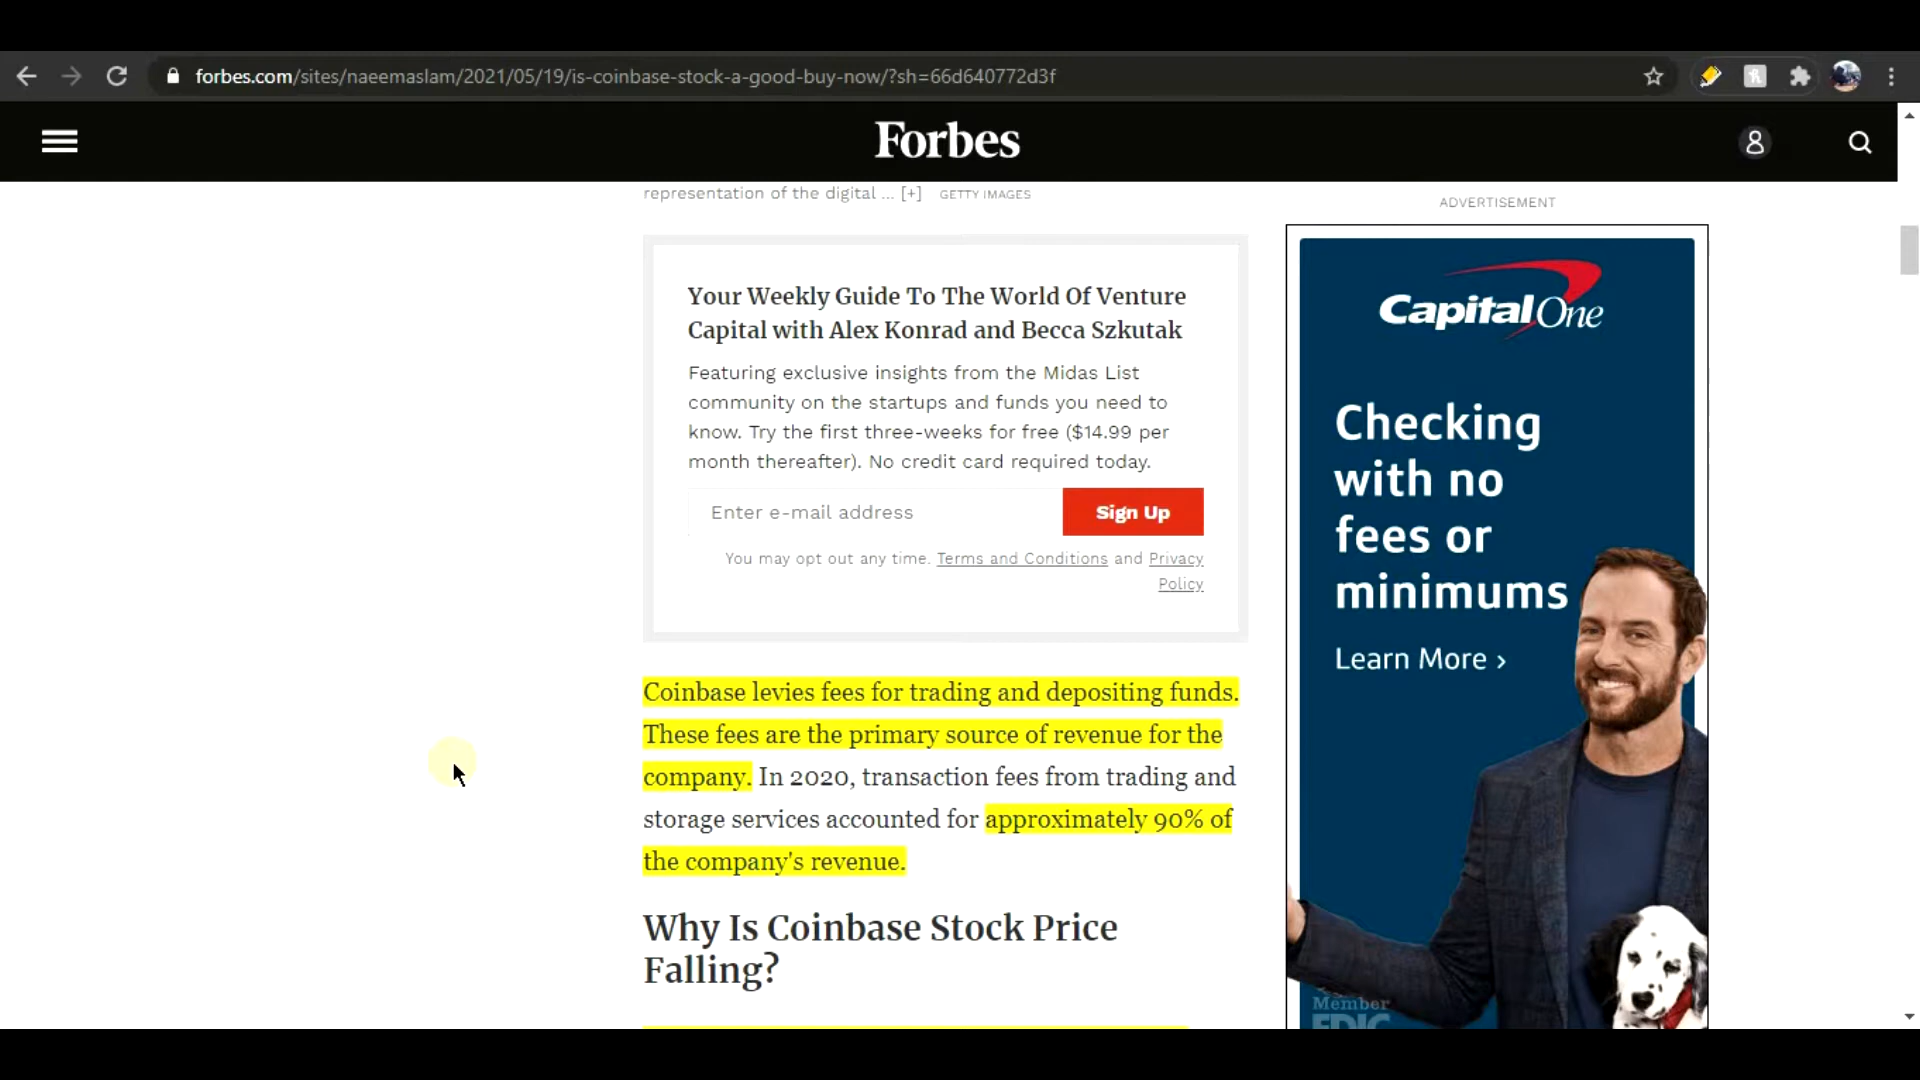 forbes.com/sites/naeemaslam/2021/05/19/is-coinbase-stock-a-good-buy-now/?sh=66d640772d3f
Forbes
representation of the digital ... [+] GETTY IMAGES
Your Weekly Guide To The World Of Venture
Capital with Alex Konrad and Becca Szkutak
Featuring exclusive insights from the Midas List
community on the startups and funds you need to
know. Try the first three-weeks for free ($14.99 per
month thereafter). No credit card required today.
Enter e-mail address
Sign Up
You may opt out any time. Terms and Conditions and Privacy
Policy
Coinbase levies fees for trading and depositing funds.
These fees are the primary source of revenue for the
company. In 2020, transaction fees from trading and
storage services accounted for approximately 90% of
the company's revenue.
Why Is Coinbase Stock Price
Falling?
ADVERTISEMENT
Capital One
Checking
with no
fees or
minimums
Learn More ›
Member
FDIC